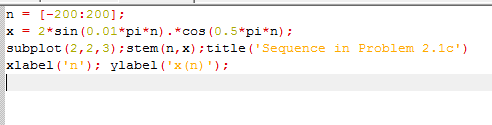 n = [-200:200];
x = 2*sin(0.01*pi*n).*cos(0.5*pi*n);
subplot(2,2,3);stem(n,x);title('Sequence in Problem 2.1c')
xlabel('n'); ylabel('x(n)');